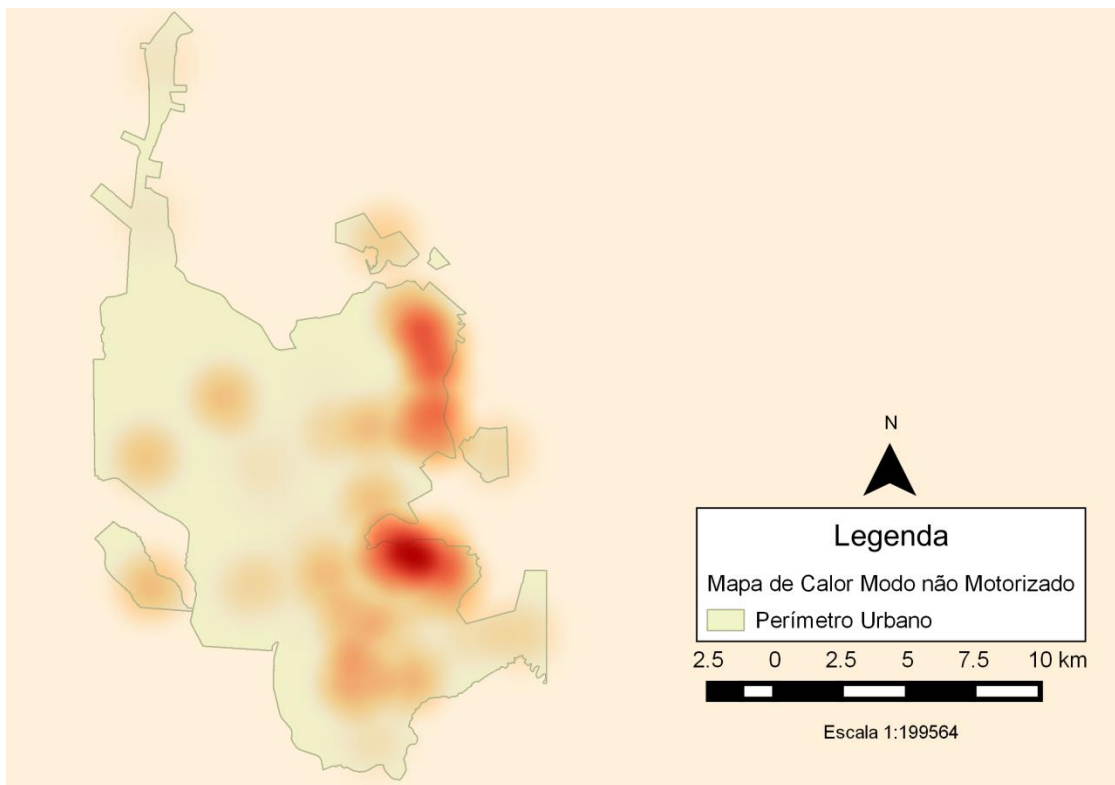 N
Legenda
Mapa de Calor Modo não Motorizado
Perímetro Urbano
2.5 0 2.5 5 7.5 10 km
Escala 1:199564